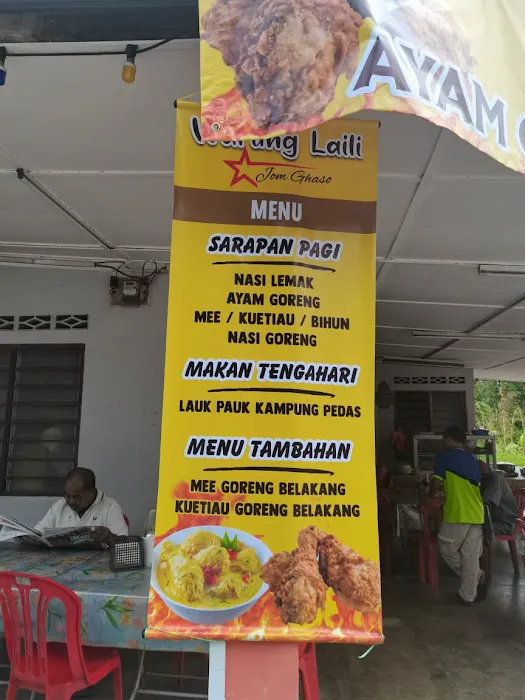 AYAM
Warung Laili
Jom Ghaso
MENU
SARAPAN PAGI
NASI LEMAK
AYAM GORENG
MEE / KUETIAU / BIHUN
NASI GORENG
MAKAN TENGAHARI
LAUK PAUK KAMPUNG PEDAS
MENU TAMBAHAN
MEE GORENG BELAKANG
KUETIAU GORENG BELAKANG